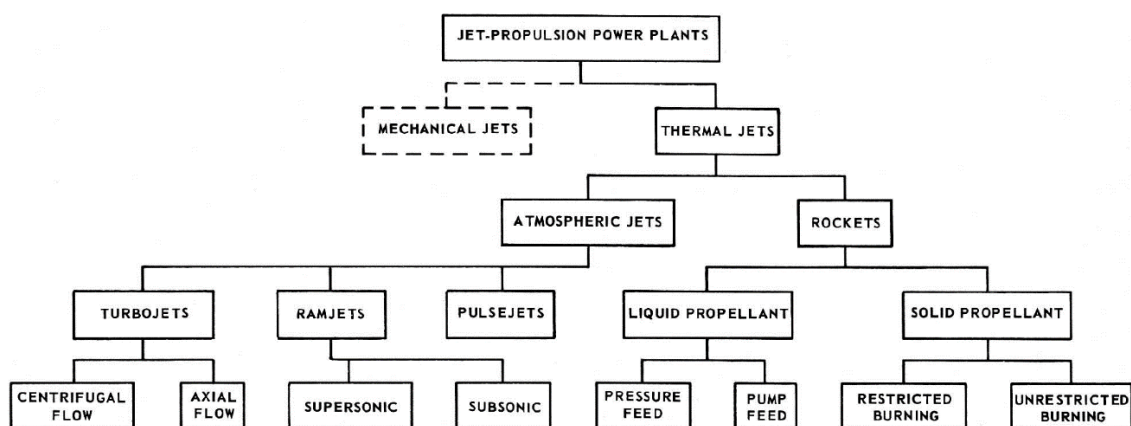 JET-PROPULSION POWER PLANTS
MECHANICAL JETS
THERMAL JETS
ATMOSPHERIC JETS
ROCKETS
TURBOJETS
RAMJETS
PULSEJETS
LIQUID PROPELLANT
SOLID PROPELLANT
CENTRIFUGAL
FLOW
AXIAL
FLOW
SUPERSONIC
SUBSONIC
PRESSURE
FEED
PUMP
FEED
RESTRICTED
BURNING
UNRESTRICTED
BURNING